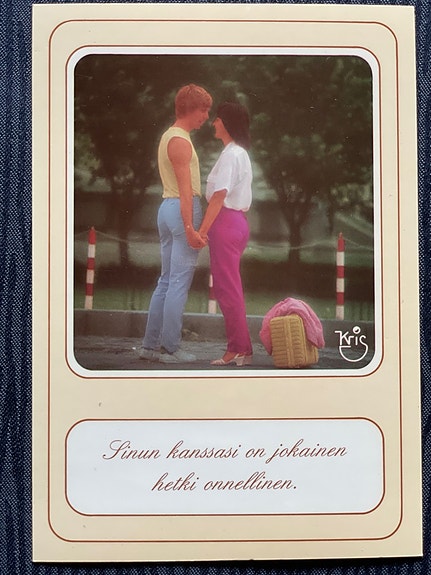 Kris
Sinun kanssasi on jokainen
hetki onnellinen.